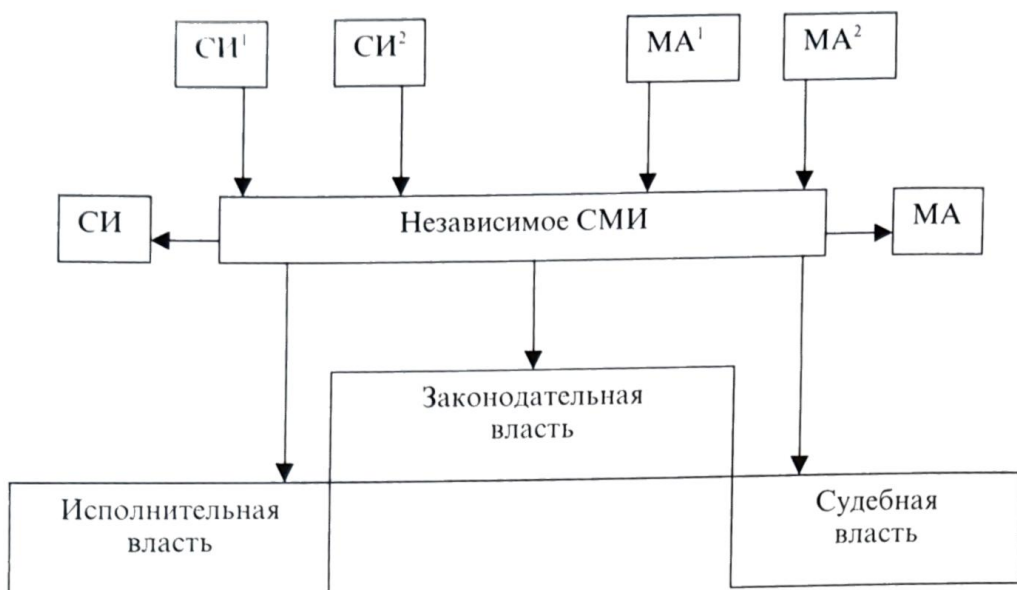 СИ¹
СИ²
МА¹
МА²
СИ
Независимое СМИ
МА
Законодательная
власть
Исполнительная
власть
Судебная
власть